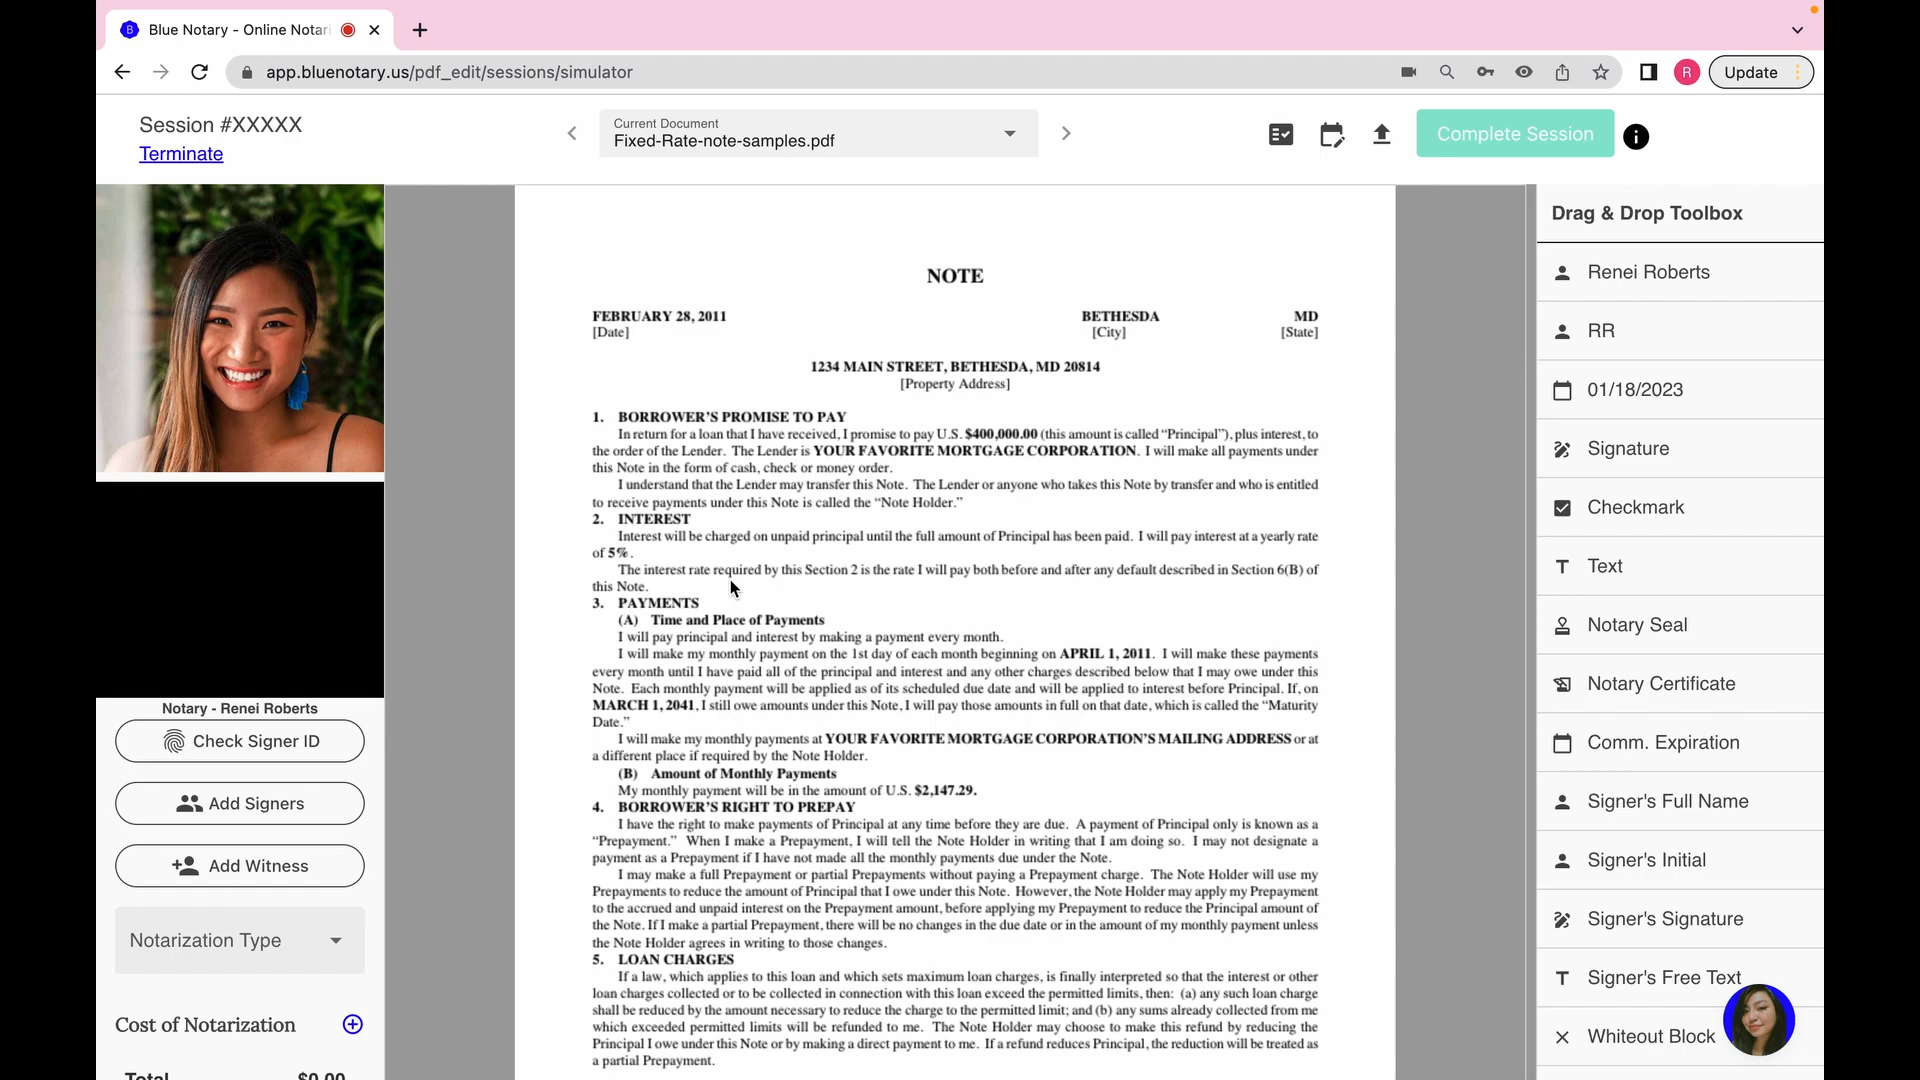 Blue Notary - Online Notari
app.bluenotary.us/pdf_edit/sessions/simulator
R
Update
Session #XXXXX
Terminate
Current Document
Fixed-Rate-note-samples.pdf
Complete Session
NOTE
FEBRUARY 28, 2011 BETHESDA MD
[Date] [City] [State]
1234 MAIN STREET, BETHESDA, MD 20814
[Property Address]
1. BORROWER'S PROMISE TO PAY
In return for a loan that I have received, I promise to pay U.S. $400,000.00 (this amount is called “Principal”), plus interest, to
the order of the Lender. The Lender is YOUR FAVORITE MORTGAGE CORPORATION. I will make all payments under
this Note in the form of cash, check or money order.
I understand that the Lender may transfer this Note. The Lender or anyone who takes this Note by transfer and who is entitled
to receive payments under this Note is called the “Note Holder.”
2. INTEREST
Interest will be charged on unpaid principal until the full amount of Principal has been paid. I will pay interest at a yearly rate
of 5%.
The interest rate required by this Section 2 is the rate I will pay both before and after any default described in Section 6(B) of
this Note.
3. PAYMENTS
(A) Time and Place of Payments
I will pay principal and interest by making a payment every month.
I will make my monthly payment on the 1st day of each month beginning on APRIL 1, 2011. I will make these payments
every month until I have paid all of the principal and interest and any other charges described below that I may owe under this
Note. Each monthly payment will be applied as of its scheduled due date and will be applied to interest before Principal. If, on
MARCH 1, 2041, I still owe amounts under this Note, I will pay those amounts in full on that date, which is called the “Maturity
Date.”
I will make my monthly payments at YOUR FAVORITE MORTGAGE CORPORATION'S MAILING ADDRESS or at
a different place if required by the Note Holder.
(B) Amount of Monthly Payments
My monthly payment will be in the amount of U.S. $2,147.29.
4. BORROWER'S RIGHT TO PREPAY
I have the right to make payments of Principal at any time before they are due. A payment of Principal only is known as a
“Prepayment.” When I make a Prepayment, I will tell the Note Holder in writing that I am doing so. I may not designate a
payment as a Prepayment if I have not made all the monthly payments due under the Note.
I may make a full Prepayment or partial Prepayments without paying a Prepayment charge. The Note Holder will use my
Prepayments to reduce the amount of Principal that I owe under this Note. However, the Note Holder may apply my Prepayment
to the accrued and unpaid interest on the Prepayment amount, before applying my Prepayment to reduce the Principal amount of
the Note. If I make a partial Prepayment, there will be no changes in the due date or in the amount of my monthly payment unless
the Note Holder agrees in writing to those changes.
5. LOAN CHARGES
If a law, which applies to this loan and which sets maximum loan charges, is finally interpreted so that the interest or other
loan charges collected or to be collected in connection with this loan exceed the permitted limits, then: (a) any such loan charge
shall be reduced by the amount necessary to reduce the charge to the permitted limit; and (b) any sums already collected from me
which exceeded permitted limits will be refunded to me. The Note Holder may choose to make this refund by reducing the
Principal I owe under this Note or by making a direct payment to me. If a refund reduces Principal, the reduction will be treated as
a partial Prepayment.
Notary - Renei Roberts
Check Signer ID
Add Signers
Add Witness
Notarization Type
Cost of Notarization
Total $0.00
Drag & Drop Toolbox
Renei Roberts
RR
01/18/2023
Signature
Checkmark
Text
Notary Seal
Notary Certificate
Comm. Expiration
Signer's Full Name
Signer's Initial
Signer's Signature
Signer's Free Text
Whiteout Block